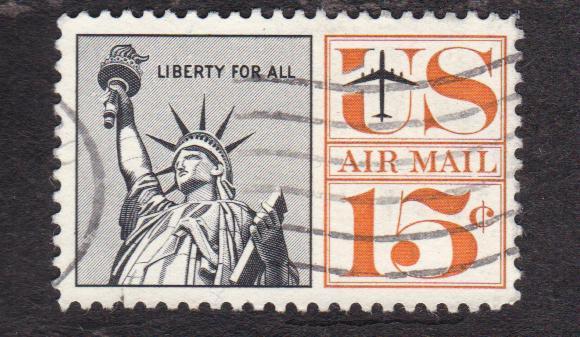 LIBERTY FOR ALL
US
AIR MAIL
15¢